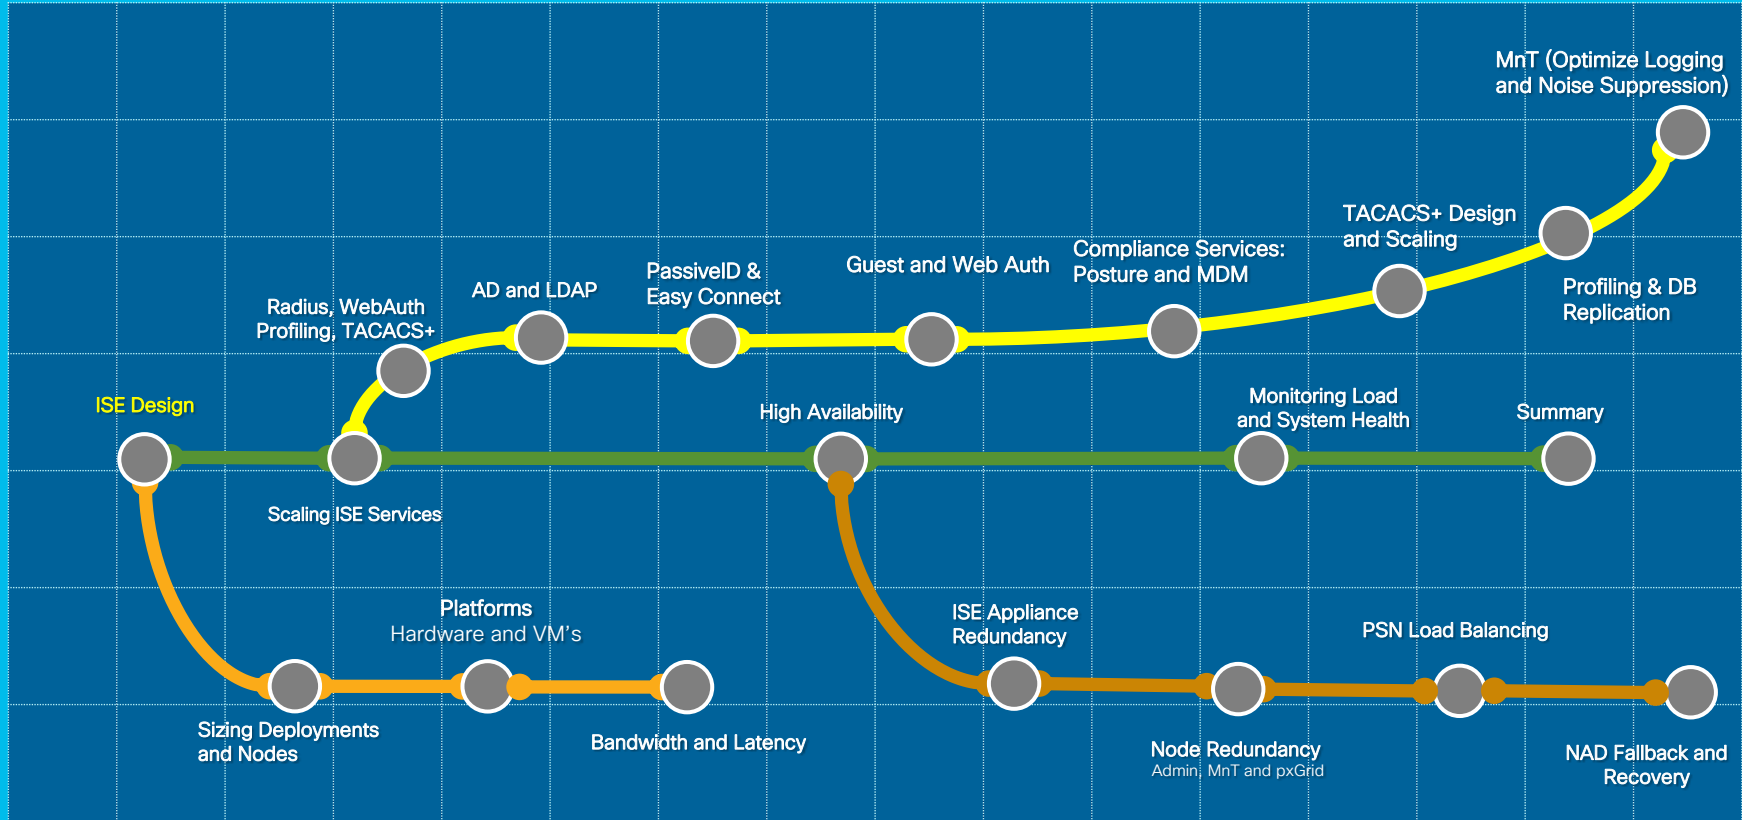 MnT (Optimize Logging
and Noise Suppression)
TACACS+ Design
and Scaling
Compliance Services:
Posture and MDM
Guest and Web Auth
PassiveID &
Easy Connect
AD and LDAP
Radius, WebAuth
Profiling, TACACS+
Profiling & DB
Replication
ISE Design
High Availability
Monitoring Load
and System Health
Summary
Scaling ISE Services
Platforms
Hardware and VM's
ISE Appliance
Redundancy
PSN Load Balancing
Sizing Deployments
and Nodes
Bandwidth and Latency
Node Redundancy
Admin, MnT and pxGrid
NAD Fallback and
Recovery